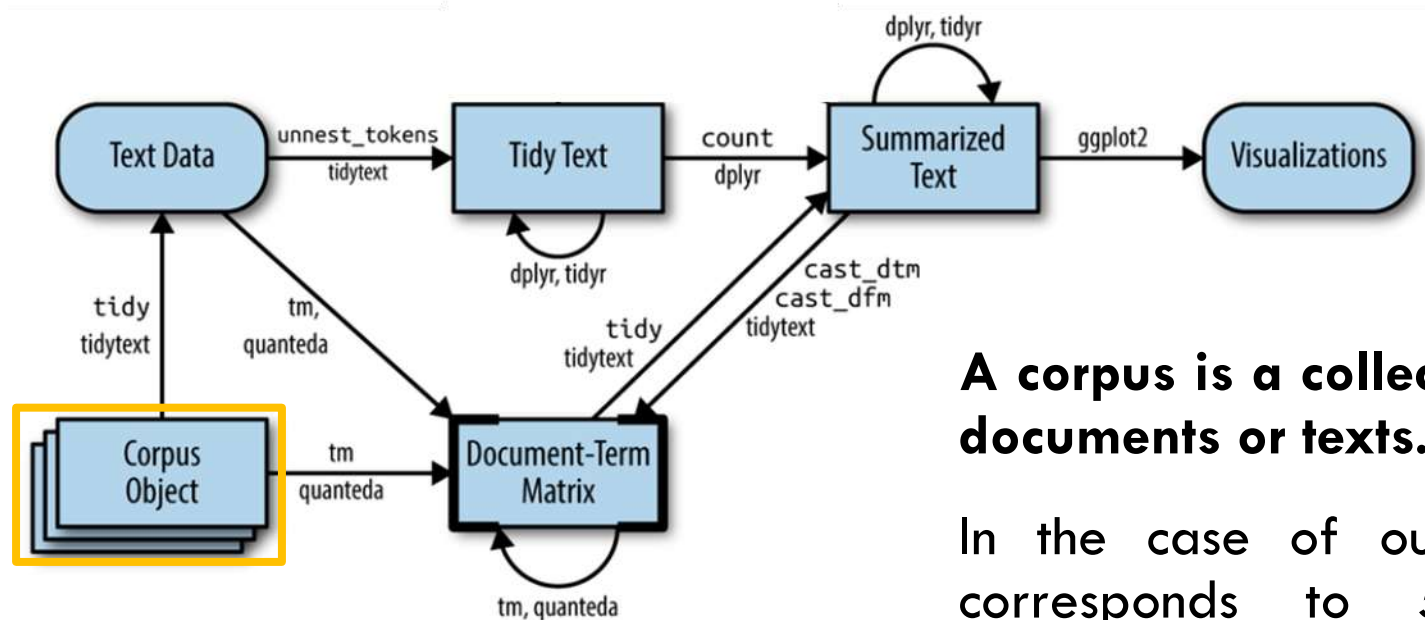 dplyr, tidyr
Text Data
unnest_tokens
tidytext
Tidy Text
count
dplyr
Summarized
Text
ggplot2
Visualizations
dplyr, tidyr
tidy
tidytext
tm,
quanteda
tidy
tidytext
cast_dtm
cast_dfm
tidytext
Corpus
Object
tm
quanteda
Document-Term
Matrix
tm, quanteda
A corpus is a collec
documents or texts.
In the case of ou
corresponds to